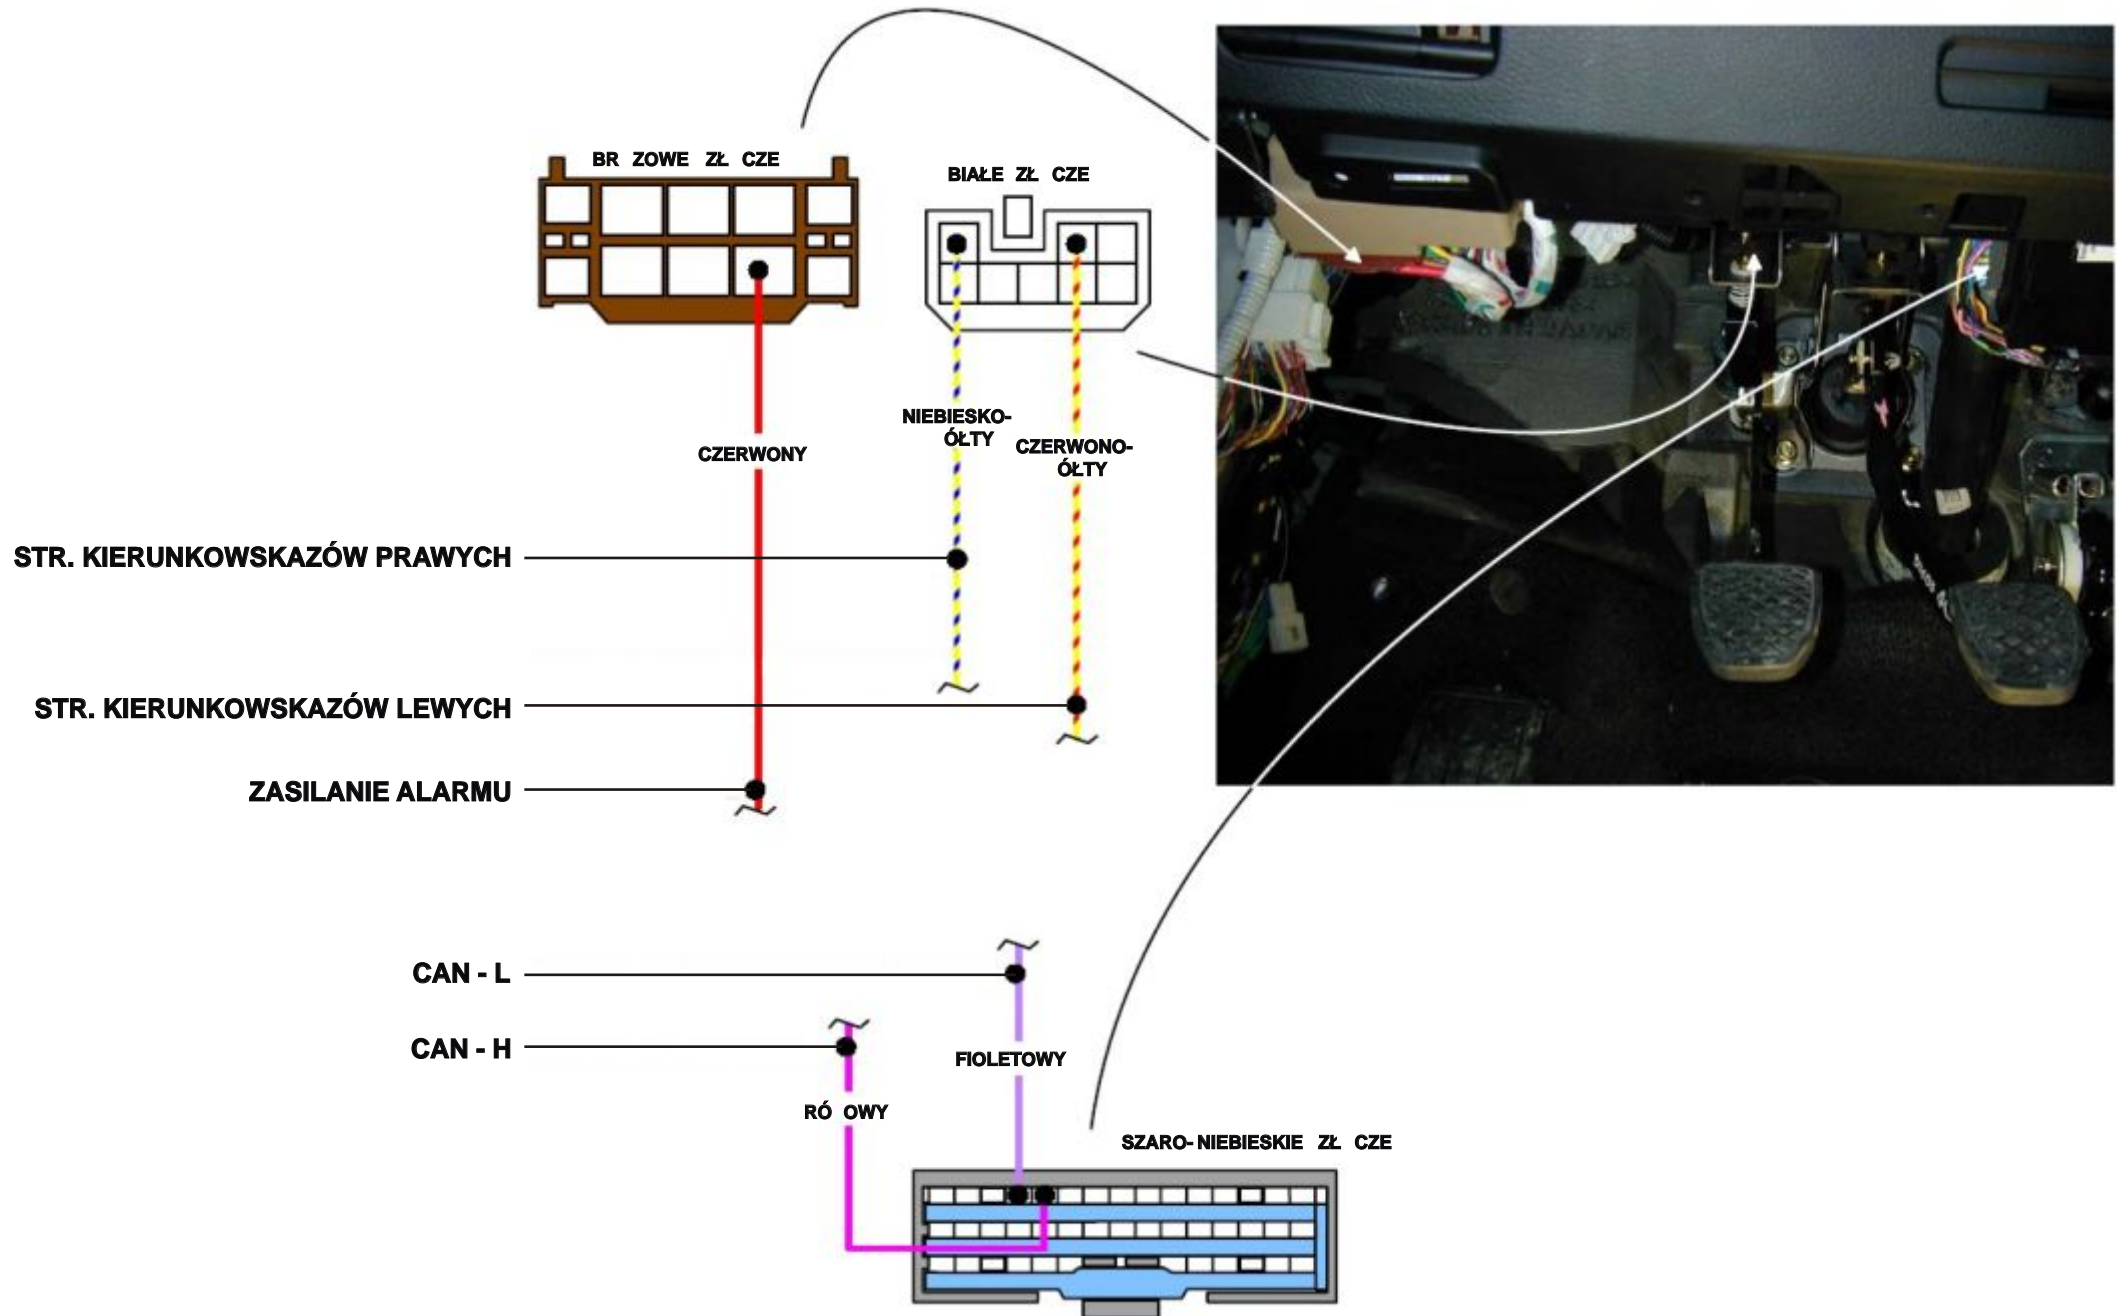 BR ZOWE ZŁ CZE
BIAŁE ZŁ CZE
NIEBIESKO-
ÓŁTY
CZERWONO-
ÓŁTY
CZERWONY
STR. KIERUNKOWSKAZÓW PRAWYCH
STR. KIERUNKOWSKAZÓW LEWYCH
ZASILANIE ALARMU
CAN - L
CAN - H
FIOLETOWY
RÓ OWY
SZARO-NIEBIESKIE ZŁ CZE